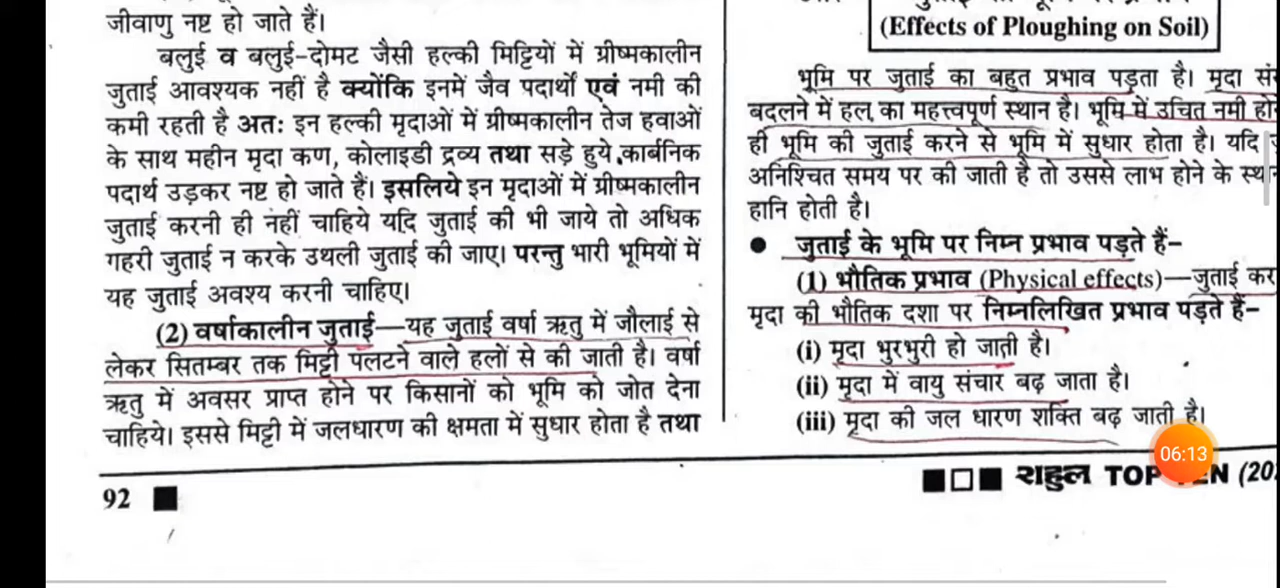 जीवाणु नष्ट हो जाते हैं।
बलुई व बलुई-दोमट जैसी हल्की मिट्टियों में ग्रीष्मकालीन
जुताई आवश्यक नहीं है क्योंकि इनमें जैव पदार्थों एवं नमी की
कमी रहती है अतः इन हल्की मृदाओं में ग्रीष्मकालीन तेज हवाओं
के साथ महीन मृदा कण, कोलाइडी द्रव्य तथा सड़े हुये कार्बनिक
पदार्थ उड़कर नष्ट हो जाते हैं। इसलिये इन मृदाओं में ग्रीष्मकालीन
जुताई करनी ही नहीं चाहिये यदि जुताई की भी जाये तो अधिक
गहरी जुताई न करके उथली जुताई की जाए। परन्तु भारी भूमियों में
यह जुताई अवश्य करनी चाहिए।
(2) वर्षाकालीन जुताई—यह जुताई वर्षा ऋतु में जौलाई से
लेकर सितम्बर तक मिट्टी पलटने वाले हलों से की जाती है। वर्षा
ऋतु में अवसर प्राप्त होने पर किसानों को भूमि को जोत देना
चाहिये। इससे मिट्टी में जलधारण की क्षमता में सुधार होता है तथा
(Effects of Ploughing on Soil)
भूमि पर जुताई का बहुत प्रभाव पड़ता है। मृदा
बदलने में हल का महत्त्वपूर्ण स्थान है। भूमि में उचित नमी
ही भूमि की जुताई करने से भूमि में सुधार होता है। यदि
अनिश्चित समय पर की जाती है तो उससे लाभ होने के
हानि होती है।
● जुताई के भूमि पर निम्न प्रभाव पड़ते हैं–
(1) भौतिक प्रभाव (Physical effects)—जुताई कर
मृदा की भौतिक दशा पर निम्नलिखित प्रभाव पड़ते हैं–
(i) मृदा भुरभुरी हो जाती है।
(ii) मृदा में वायु संचार बढ़ जाता है।
(iii) मृदा की जल धारण शक्ति बढ़ जाती है।
06:13
92
राहुल TOP